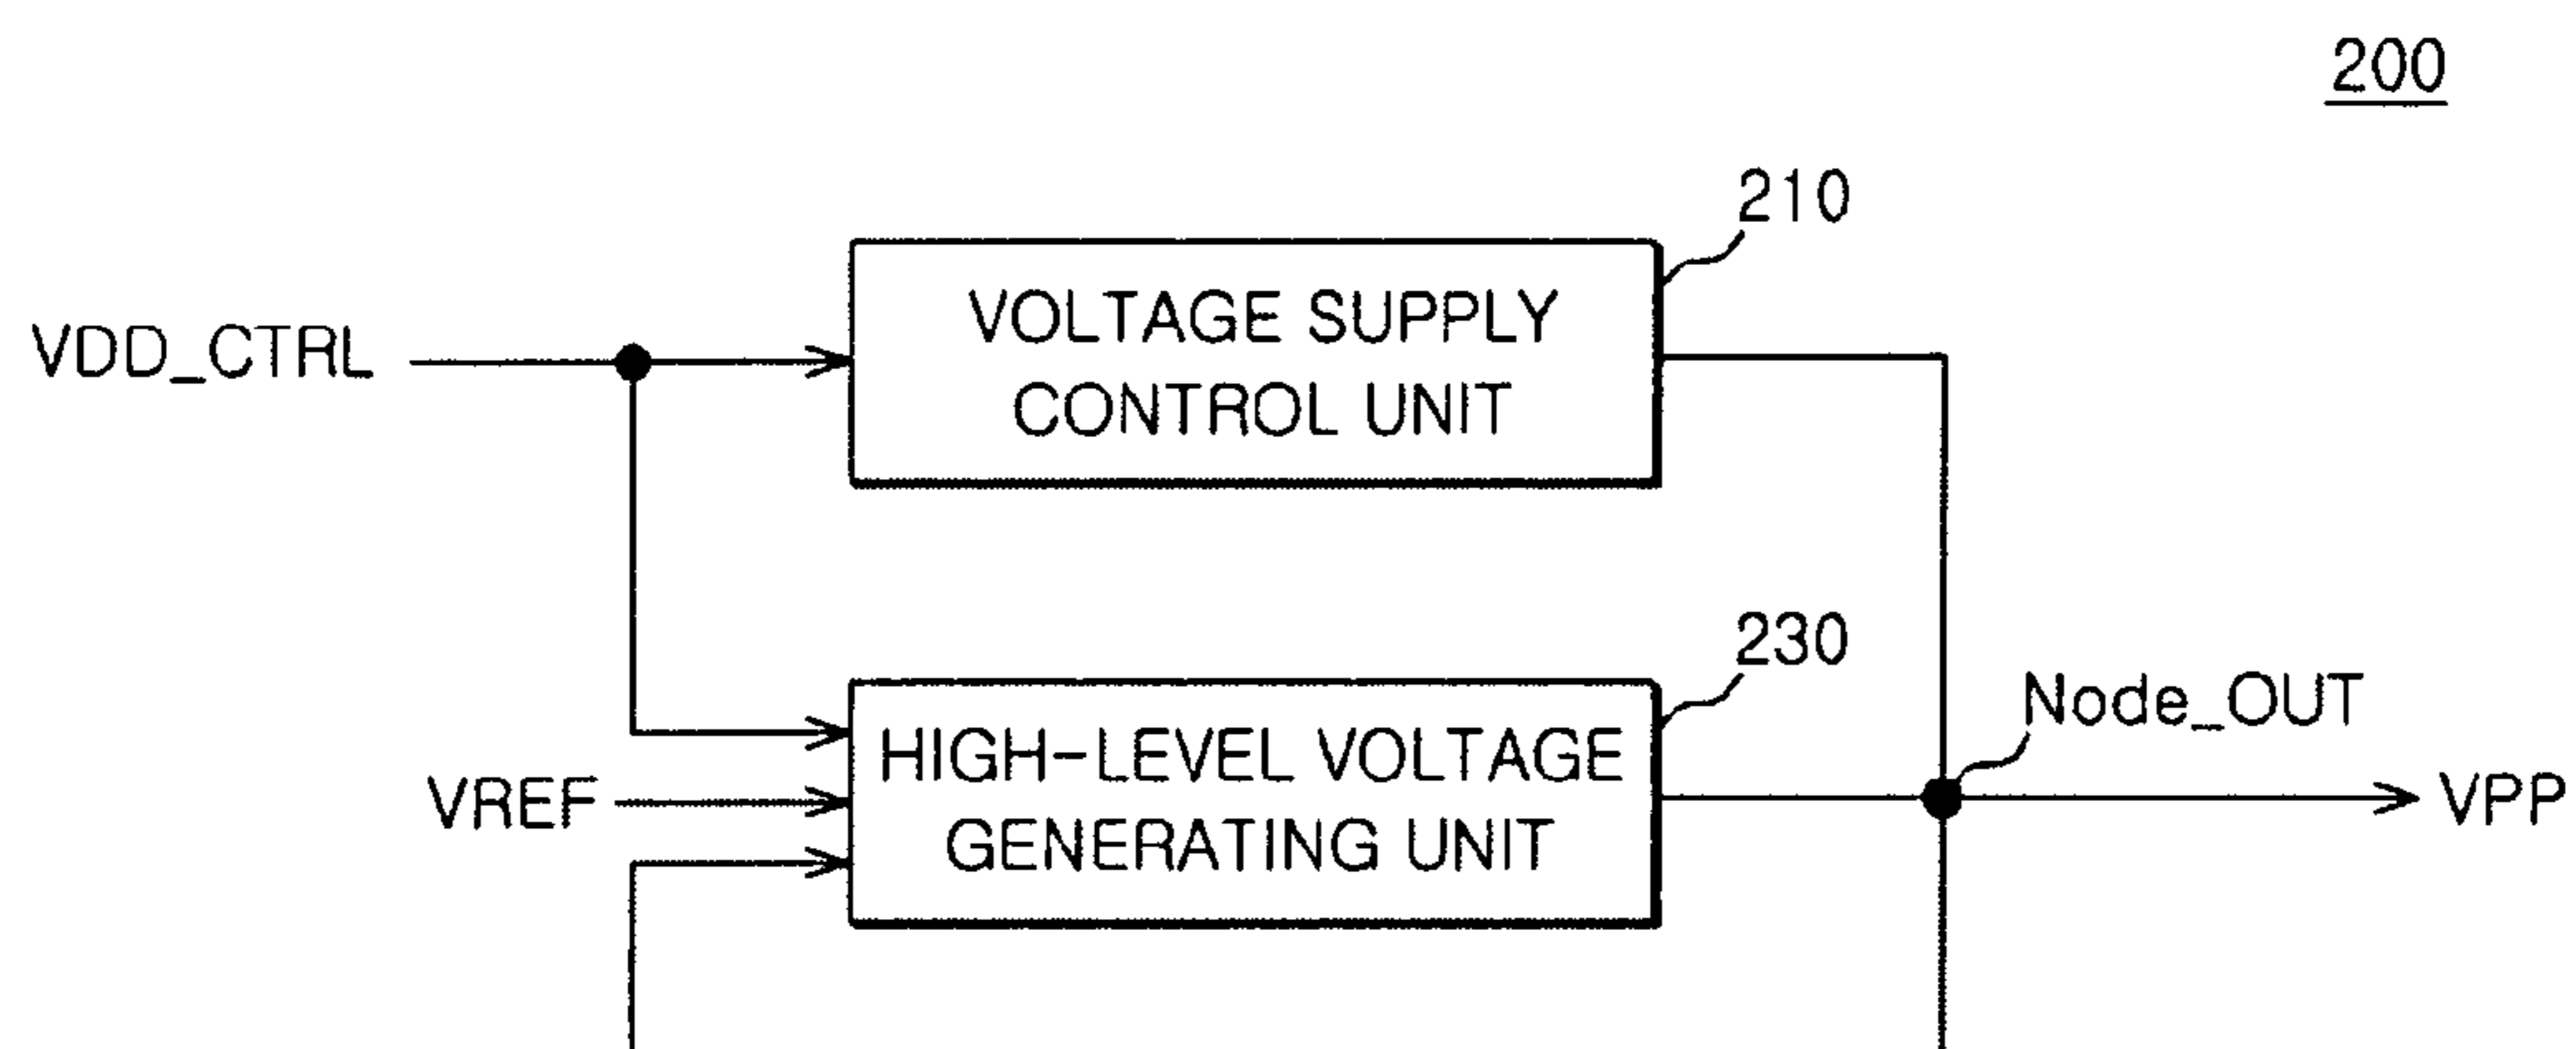 200
210
VOLTAGE SUPPLY
CONTROL UNIT
VDD_CTRL
230
HIGH-LEVEL VOLTAGE
GENERATING UNIT
VREF
Node_OUT
VPP